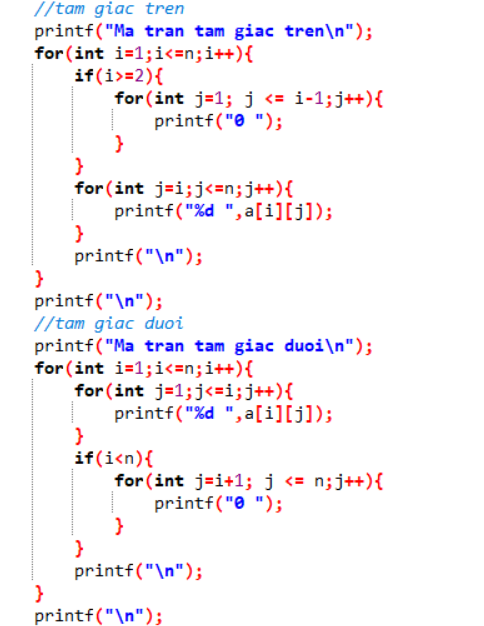 //tam giac tren
printf("Ma tran tam giac tren\n");
for(int i=1;i<=n;i++){
    if(i>=2){
        for(int j=1; j <= i-1;j++){
            printf("0 ");
        }
    }
    for(int j=i;j<=n;j++){
        printf("%d ",a[i][j]);
    }
    printf("\n");
}
printf("\n");
//tam giac duoi
printf("Ma tran tam giac duoi\n");
for(int i=1;i<=n;i++){
    for(int j=1;j<=i;j++){
        printf("%d ",a[i][j]);
    }
    if(i<n){
        for(int j=i+1; j <= n;j++){
            printf("0 ");
        }
    }
    printf("\n");
}
printf("\n");